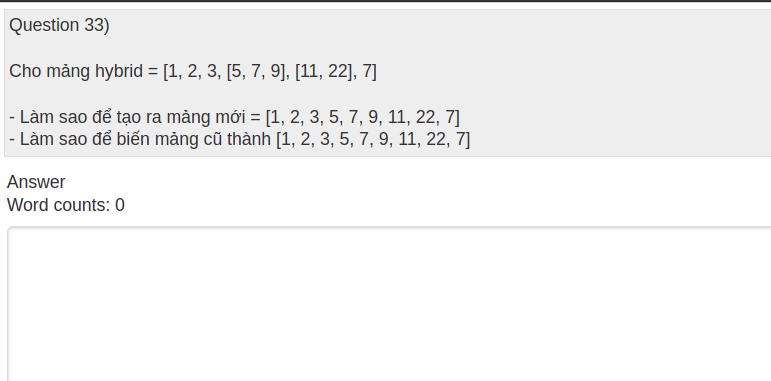 Question 33)
Cho mảng hybrid = [1, 2, 3, [5, 7, 9], [11, 22], 7]
- Làm sao để tạo ra mảng mới = [1, 2, 3, 5, 7, 9, 11, 22, 7]
- Làm sao để biến mảng cũ thành [1, 2, 3, 5, 7, 9, 11, 22, 7]
Answer
Word counts: 0